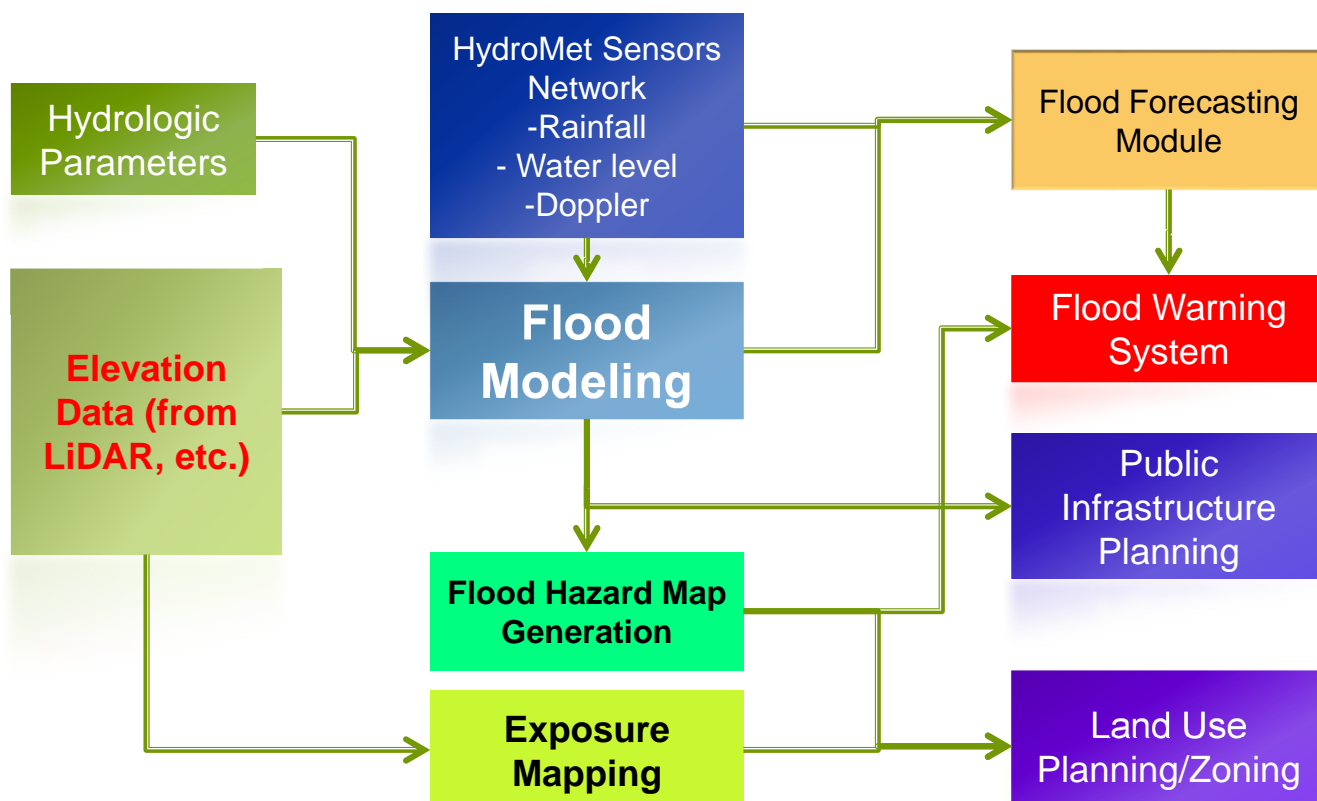 Hydrologic
Parameters
HydroMet Sensors
Network
-Rainfall
- Water level
-Doppler
Flood Forecasting
Module
Elevation
Data (from
LiDAR, etc.)
Flood
Modeling
Flood Warning
System
Public
Infrastructure
Planning
Flood Hazard Map
Generation
Exposure
Mapping
Land Use
Planning/Zoning